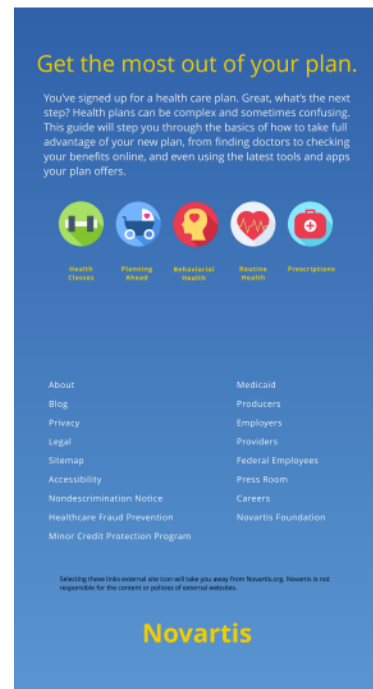 Get the most out of your plan.
You've signed up for a health care plan. Great, what's the next
step? Health plans can be complex and sometimes confusing.
This guide will step you through the basics of how to take full
advantage of your new plan, from finding doctors to checking
your benefits online, and even using the latest tools and apps
your plan offers.
Health
Classes
Planning
Ahead
Behaviorial
Health
Routine
Health
Prescriptions
About
Blog
Privacy
Legal
Sitemap
Accessibility
Nondescrimination Notice
Healthcare Fraud Prevention
Minor Credit Protection Program
Medicaid
Producers
Employers
Providers
Federal Employees
Press Room
Careers
Novartis Foundation
Selecting these links external site icon will take you away from Novartis.org. Novartis is not
responsible for the content or policies of external websites.
Novartis